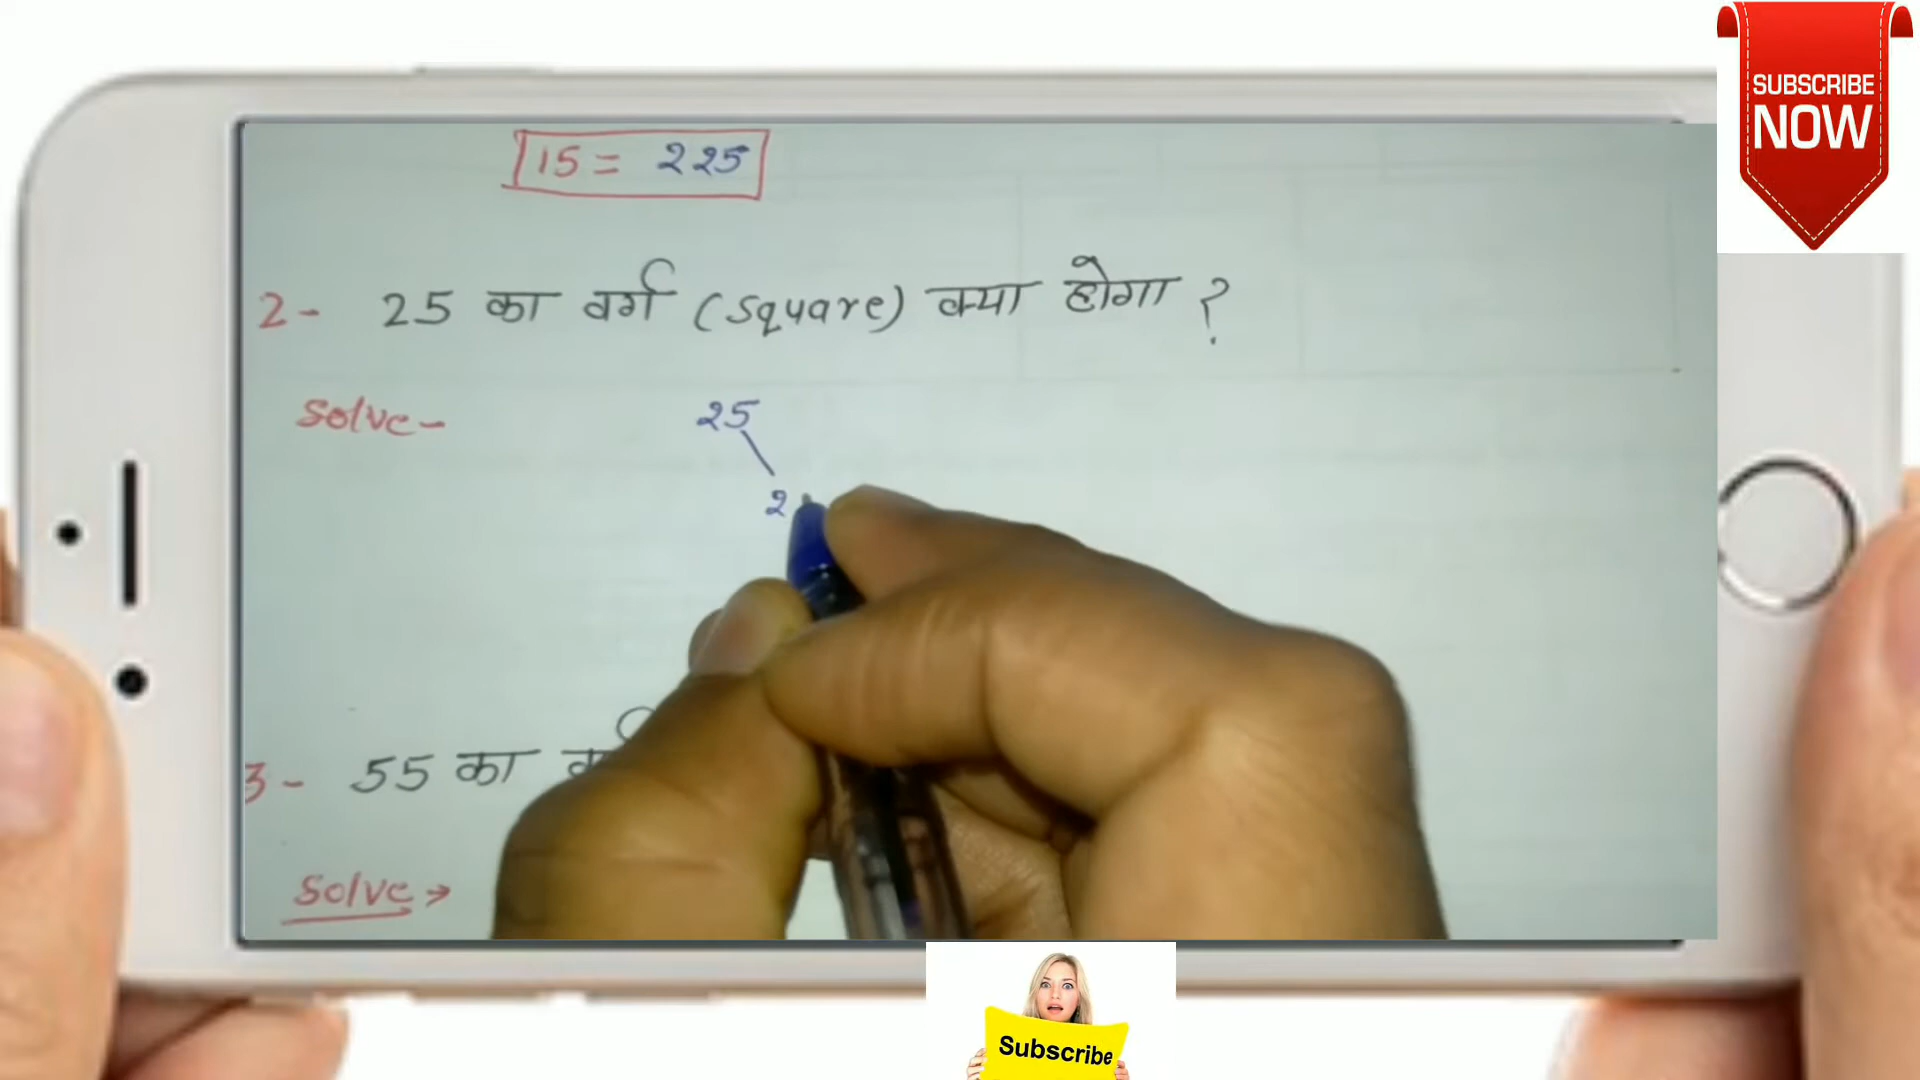 SUBSCRIBE
NOW
15 = 225
2- 25 का वर्ग (Square) क्या होगा ?
Solve-
25
2
3- 55 का
Solve →
Subscribe